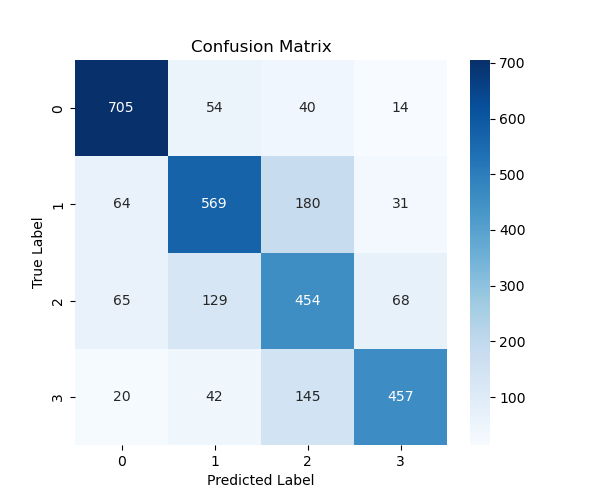 Confusion Matrix
700
0 705 54 40 14
600
500
1 64 569 180 31
400
True Label
300
2 65 129 454 68
200
3 20 42 145 457
100
0 1 2 3
Predicted Label